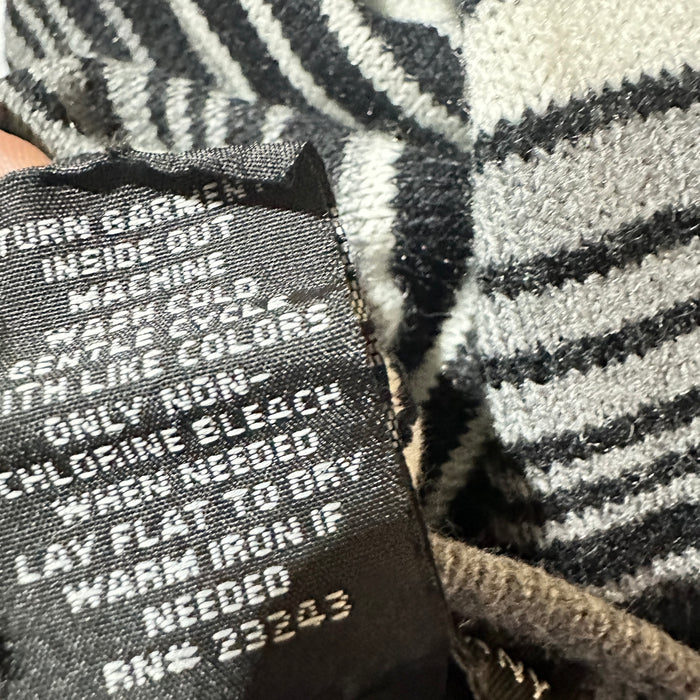 TURN GARMENT
INSIDE OUT
MACHINE
WASH COLD
GENTLE CYCLE
WITH LIKE COLORS
ONLY NON-
CHLORINE BLEACH
WHEN NEEDED
LAY FLAT TO DRY
WARM IRON IF
NEEDED
RN# 23243